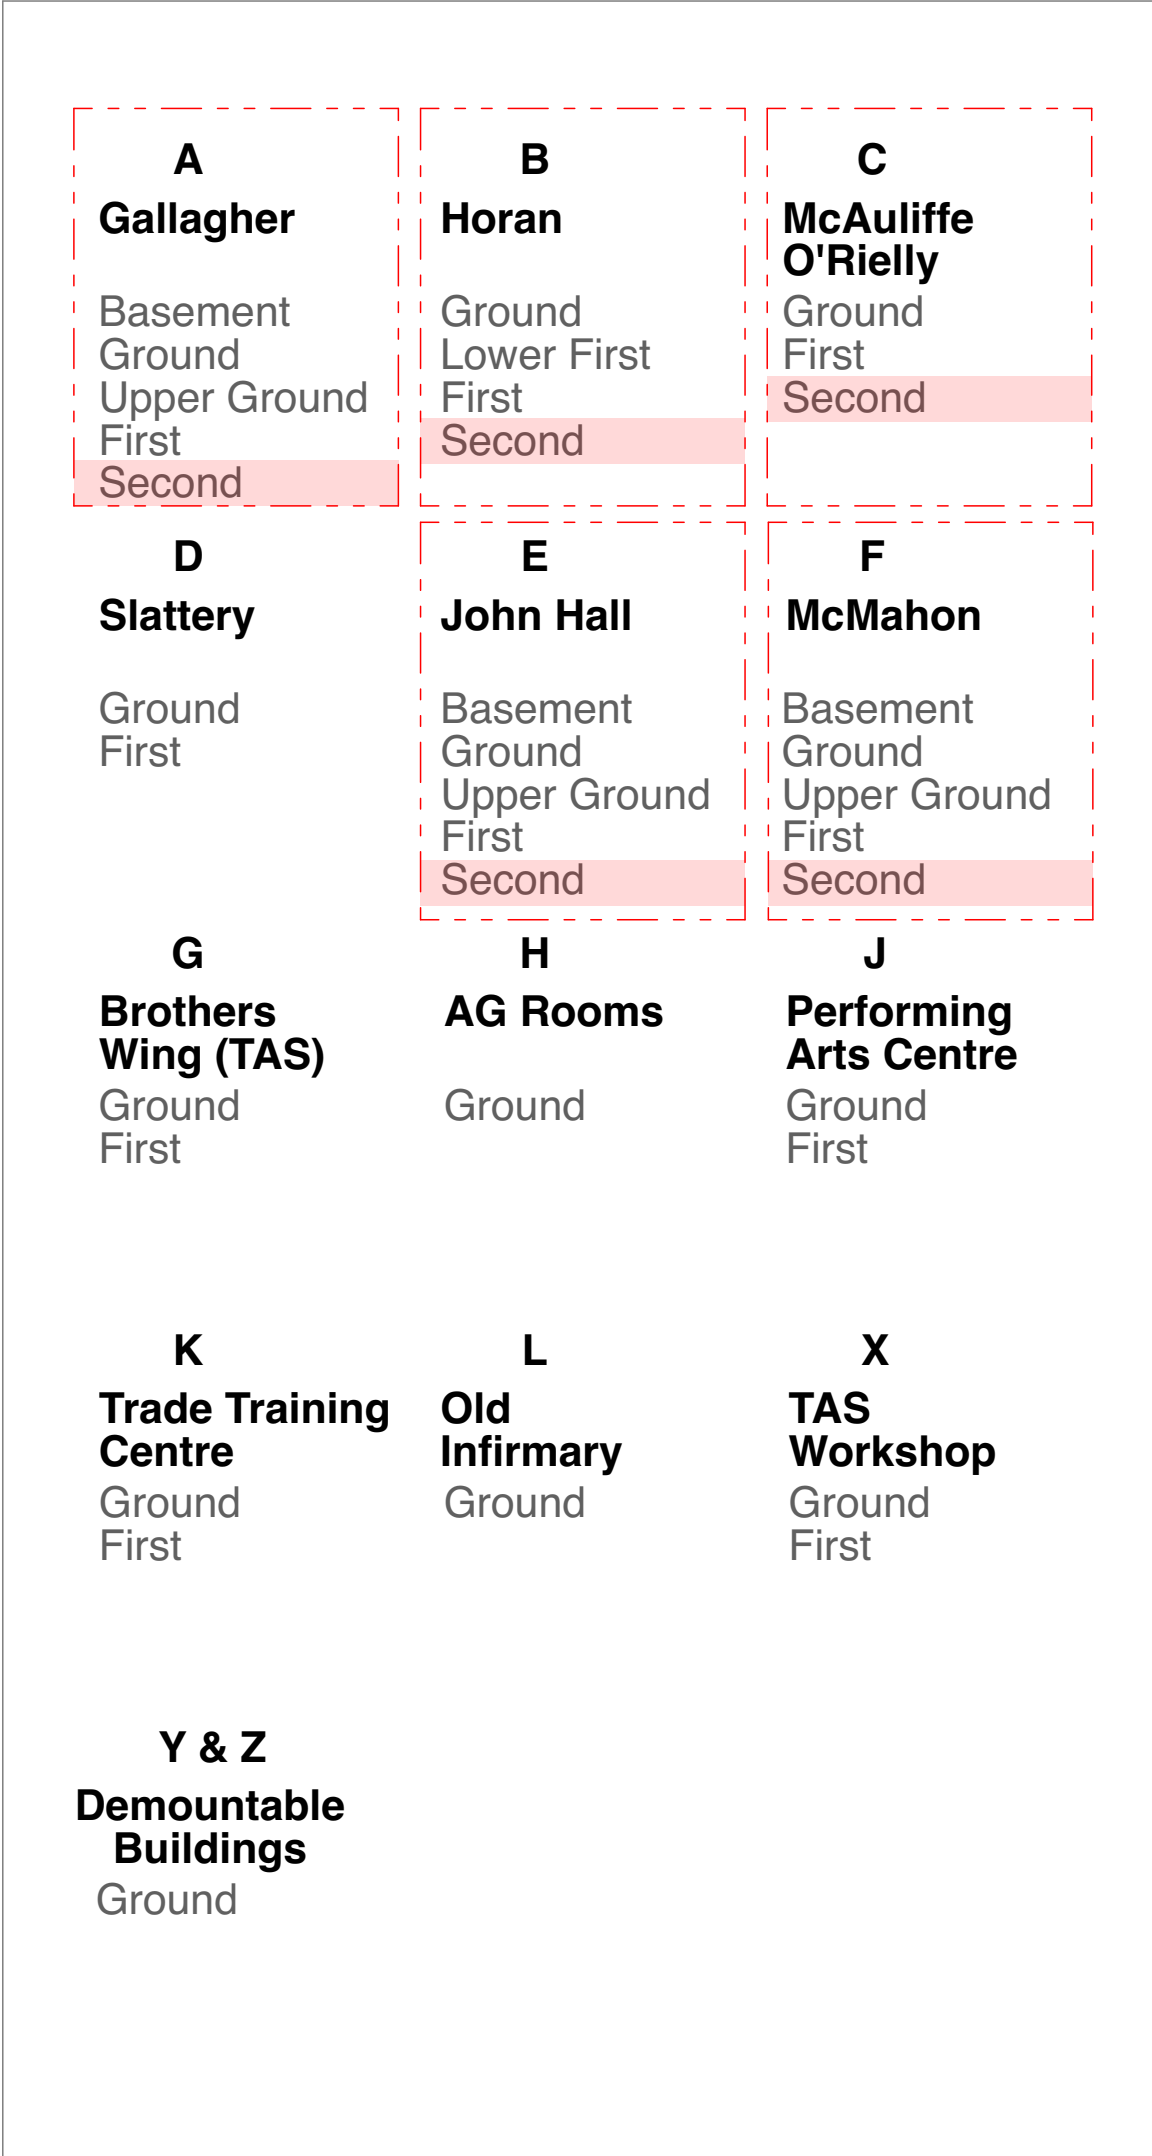 A
Gallagher
Basement
Ground
Upper Ground
First
Second
B
Horan
Ground
Lower First
First
Second
C
McAuliffe
O'Rielly
Ground
First
Second
D
Slattery
Ground
First
E
John Hall
Basement
Ground
Upper Ground
First
Second
F
McMahon
Basement
Ground
Upper Ground
First
Second
G
Brothers
Wing (TAS)
Ground
First
H
AG Rooms
Ground
J
Performing
Arts Centre
Ground
First
K
Trade Training
Centre
Ground
First
L
Old
Infirmary
Ground
X
TAS
Workshop
Ground
First
Y & Z
Demountable
Buildings
Ground